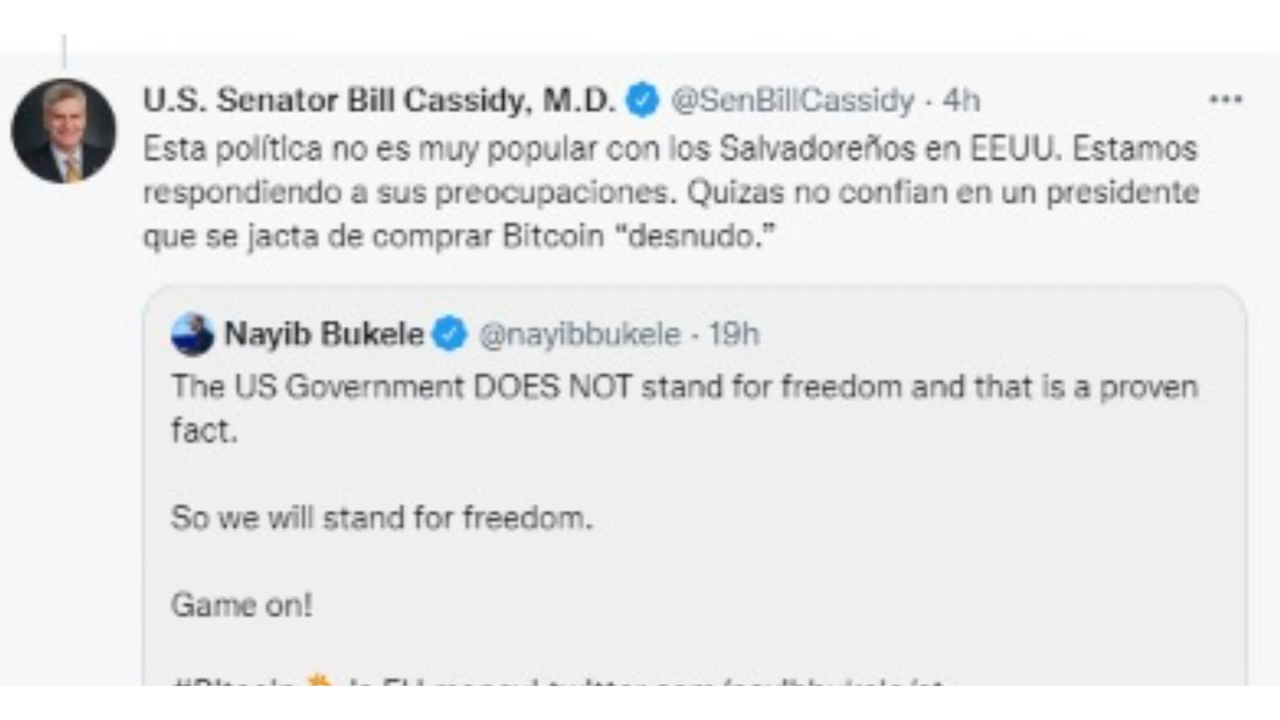 U.S. Senator Bill Cassidy, M.D. @SenBillCassidy · 4h
Esta política no es muy popular con los Salvadoreños en EEUU. Estamos
respondiendo a sus preocupaciones. Quizas no confian en un presidente
que se jacta de comprar Bitcoin “desnudo.”
Nayib Bukele @nayibbukele · 19h
The US Government DOES NOT stand for freedom and that is a proven
fact.
So we will stand for freedom.
Game on!